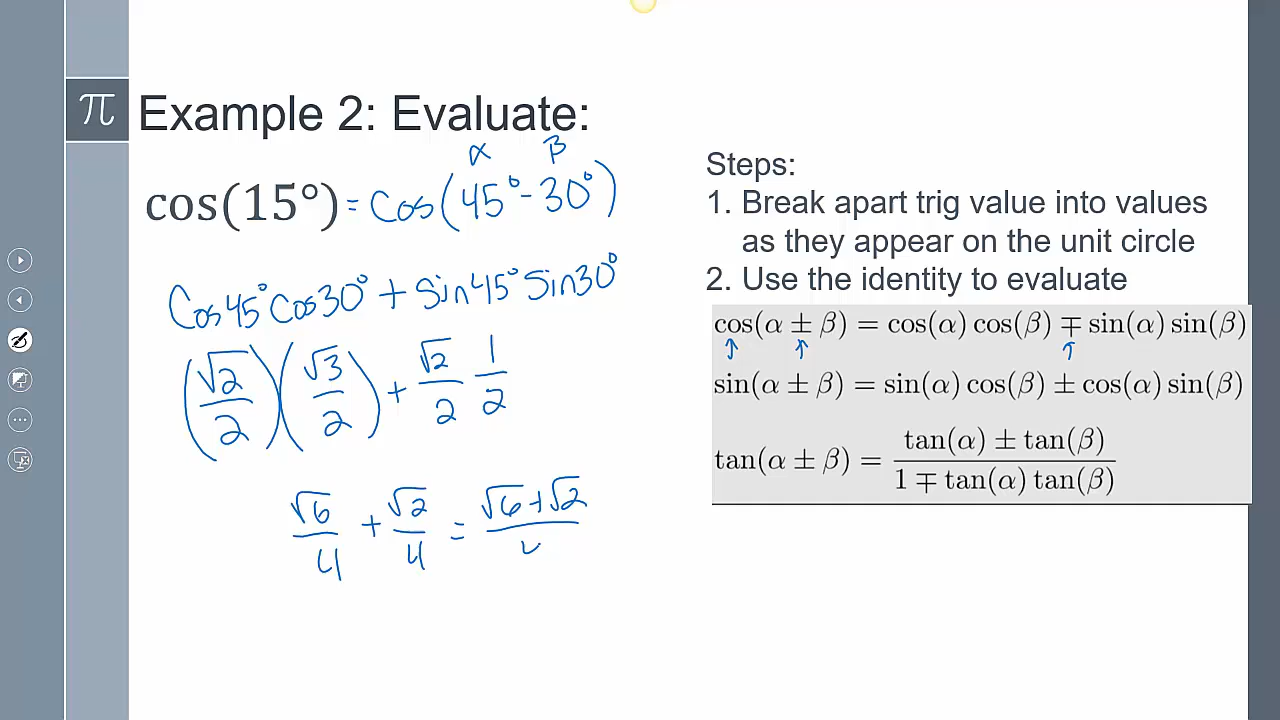 π
Example 2: Evaluate:
α β
cos(15°) = Cos(45° - 30°)
Cos45° Cos30° + Sin45° Sin30°
(√2/2)(√3/2) + √2/2 1/2
√6/4 + √2/4 = √6+√2/
Steps:
1. Break apart trig value into values
as they appear on the unit circle
2. Use the identity to evaluate
cos(α ± β) = cos(α) cos(β) ∓ sin(α) sin(β)
sin(α ± β) = sin(α) cos(β) ± cos(α) sin(β)
tan(α ± β) = tan(α) ± tan(β) / 1 ∓ tan(α) tan(β)